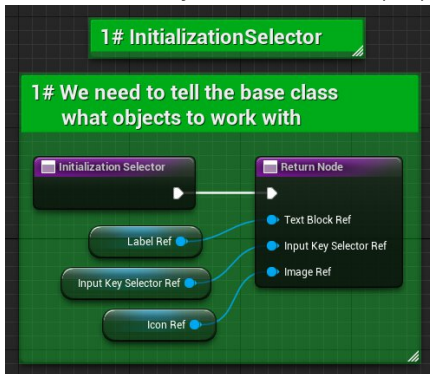 1# InitializationSelector
1# We need to tell the base class
what objects to work with
Initialization Selector
Return Node
Label Ref
Text Block Ref
Input Key Selector Ref
Input Key Selector Ref
Icon Ref
Image Ref